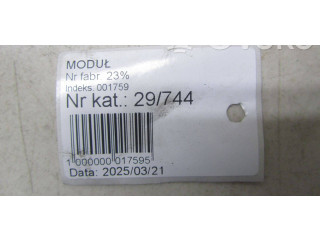 MODUŁ
Nr fabr. 23%
Indeks: 001759
Nr kat.: 29/744
1 000000 017595
Data: 2025/03/21